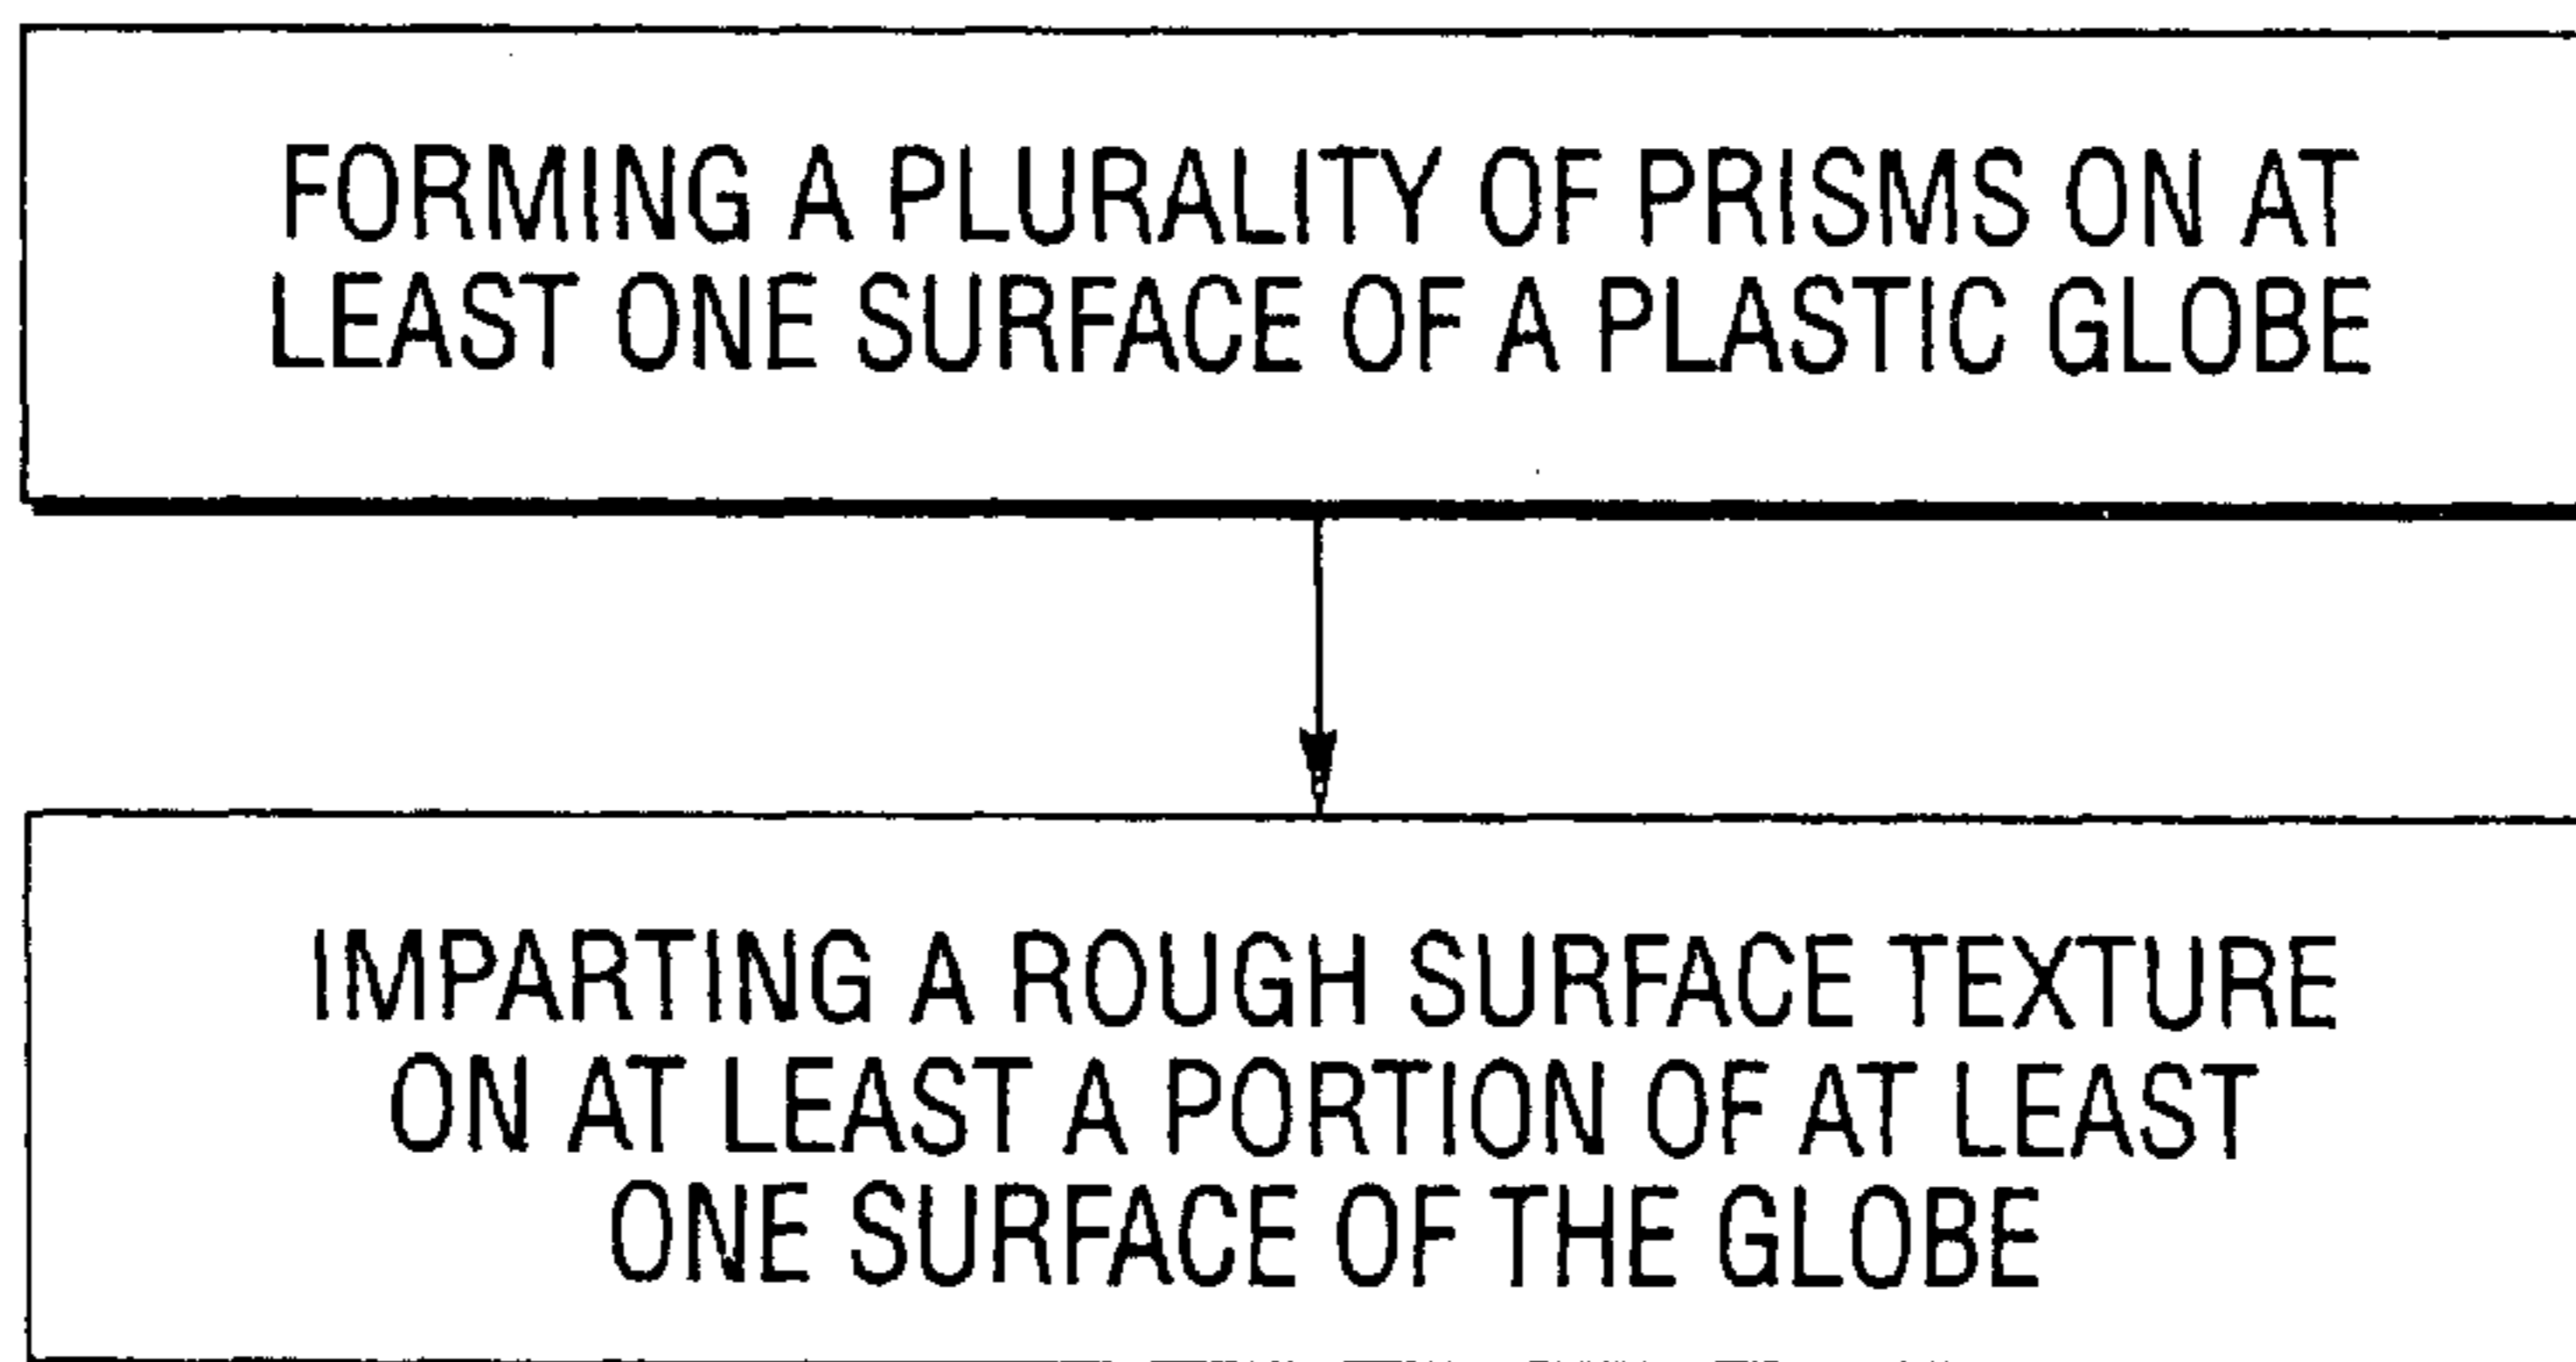 FORMING A PLURALITY OF PRISMS ON AT
LEAST ONE SURFACE OF A PLASTIC GLOBE
IMPARTING A ROUGH SURFACE TEXTURE
ON AT LEAST A PORTION OF AT LEAST
ONE SURFACE OF THE GLOBE